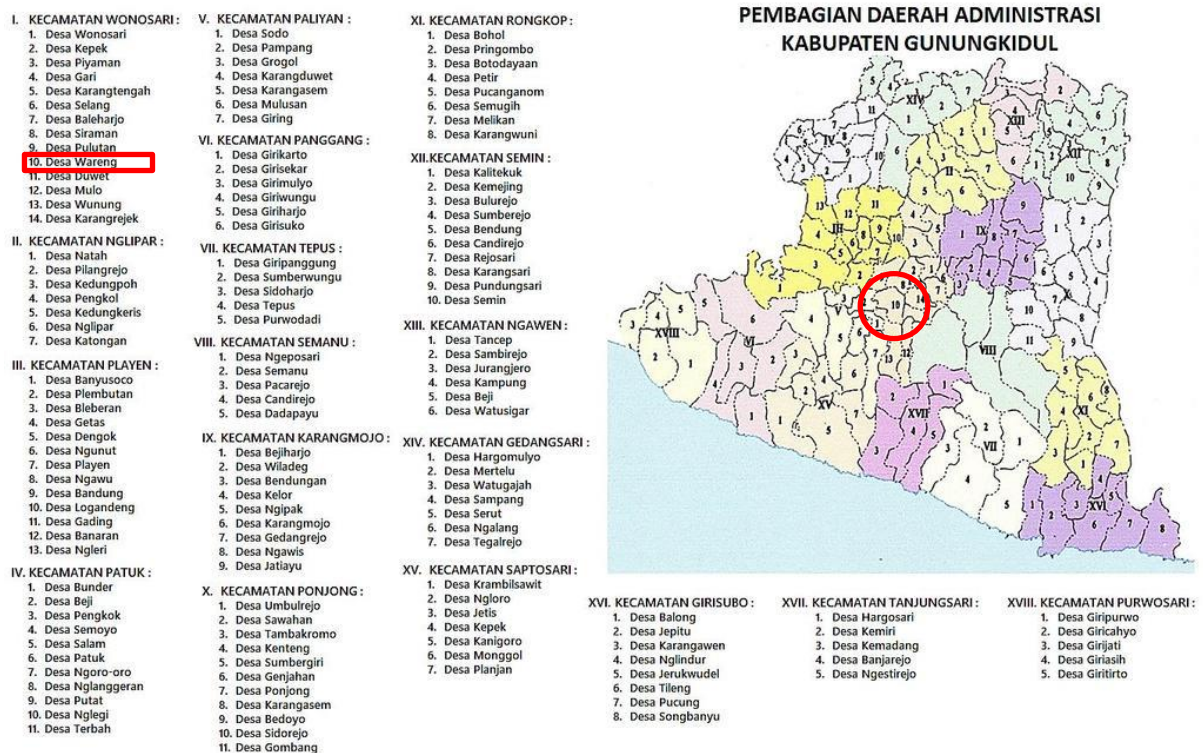 PEMBAGIAN DAERAH ADMINISTRASI
KABUPATEN GUNUNGKIDUL
I. KECAMATAN WONOSARI :
1. Desa Wonosari
2. Desa Kepek
3. Desa Piyaman
4. Desa Gari
5. Desa Karangtengah
6. Desa Selang
7. Desa Baleharjo
8. Desa Siraman
9. Desa Pulutan
10. Desa Wareng
11. Desa Duwet
12. Desa Mulo
13. Desa Wunung
14. Desa Karangrejek
II. KECAMATAN NGLIPAR :
1. Desa Natah
2. Desa Pilangrejo
3. Desa Kedungpoh
4. Desa Pengkol
5. Desa Kedungkeris
6. Desa Nglipar
7. Desa Katongan
III. KECAMATAN PLAYEN :
1. Desa Banyusoco
2. Desa Plembutan
3. Desa Bleberan
4. Desa Getas
5. Desa Dengok
6. Desa Ngunut
7. Desa Playen
8. Desa Ngawu
9. Desa Bandung
10. Desa Logandeng
11. Desa Gading
12. Desa Banaran
13. Desa Ngleri
IV. KECAMATAN PATUK :
1. Desa Bunder
2. Desa Beji
3. Desa Pengkok
4. Desa Semoyo
5. Desa Salam
6. Desa Patuk
7. Desa Ngoro-oro
8. Desa Nglanggeran
9. Desa Putat
10. Desa Nglegi
11. Desa Terbah
V. KECAMATAN PALIYAN :
1. Desa Sodo
2. Desa Pampang
3. Desa Grogol
4. Desa Karangduwet
5. Desa Karangasem
6. Desa Mulusan
7. Desa Giring
VI. KECAMATAN PANGGANG :
1. Desa Girikarto
2. Desa Girisekar
3. Desa Girimulyo
4. Desa Giriwungu
5. Desa Giriharjo
6. Desa Girisuko
VII. KECAMATAN TEPUS :
1. Desa Giripanggung
2. Desa Sumberwungu
3. Desa Sidoharjo
4. Desa Tepus
5. Desa Purwodadi
VIII. KECAMATAN SEMANU :
1. Desa Ngeposari
2. Desa Semanu
3. Desa Pacarejo
4. Desa Candirejo
5. Desa Dadapayu
IX. KECAMATAN KARANGMOJO :
1. Desa Bejiharjo
2. Desa Wiladeg
3. Desa Bendungan
4. Desa Kelor
5. Desa Ngipak
6. Desa Karangmojo
7. Desa Gedangrejo
8. Desa Ngawis
9. Desa Jatiayu
X. KECAMATAN PONJONG :
1. Desa Umbulrejo
2. Desa Sawahan
3. Desa Tambakromo
4. Desa Kenteng
5. Desa Sumbergiri
6. Desa Genjahan
7. Desa Ponjong
8. Desa Karangasem
9. Desa Bedoyo
10. Desa Sidorejo
11. Desa Gombang
XI. KECAMATAN RONGKOP :
1. Desa Bohol
2. Desa Pringombo
3. Desa Botodayaan
4. Desa Petir
5. Desa Pucanganom
6. Desa Semugih
7. Desa Melikan
8. Desa Karangwuni
XII.KECAMATAN SEMIN :
1. Desa Kalitekuk
2. Desa Kemejing
3. Desa Bulurejo
4. Desa Sumberejo
5. Desa Bendung
6. Desa Candirejo
7. Desa Rejosari
8. Desa Karangsari
9. Desa Pundungsari
10. Desa Semin
XIII. KECAMATAN NGAWEN :
1. Desa Tancep
2. Desa Sambirejo
3. Desa Jurangjero
4. Desa Kampung
5. Desa Beji
6. Desa Watusigar
XIV. KECAMATAN GEDANGSARI :
1. Desa Hargomulyo
2. Desa Mertelu
3. Desa Watugajah
4. Desa Sampang
5. Desa Serut
6. Desa Ngalang
7. Desa Tegalrejo
XV. KECAMATAN SAPTOSARI :
1. Desa Krambilsawit
2. Desa Ngloro
3. Desa Jetis
4. Desa Kepek
5. Desa Kanigoro
6. Desa Monggol
7. Desa Planjan
XVI. KECAMATAN GIRISUBO :
1. Desa Balong
2. Desa Jepitu
3. Desa Karangawen
4. Desa Nglindur
5. Desa Jerukwudel
6. Desa Tileng
7. Desa Pucung
8. Desa Songbanyu
XVII. KECAMATAN TANJUNGSARI :
1. Desa Hargosari
2. Desa Kemiri
3. Desa Kemadang
4. Desa Banjarejo
5. Desa Ngestirejo
XVIII. KECAMATAN PURWOSARI :
1. Desa Giripurwo
2. Desa Giricahyo
3. Desa Girijati
4. Desa Giriasih
5. Desa Giritirto